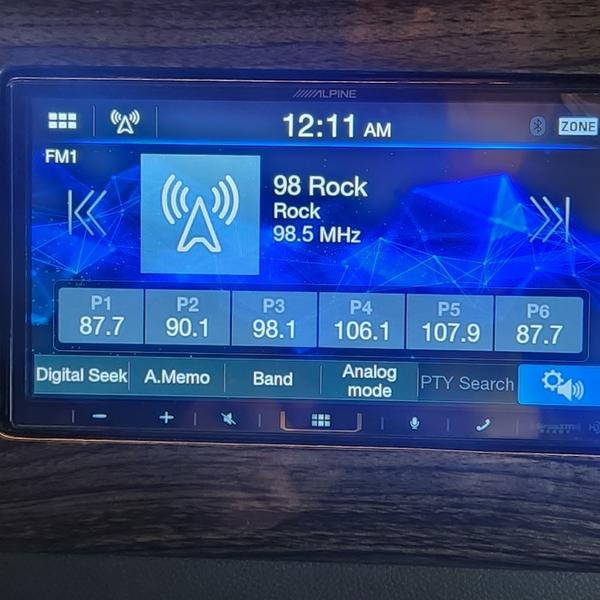 ALPINE
12:11 AM
ZONE
FM1
98 Rock
Rock
98.5 MHz
P1 P2 P3 P4 P5 P6
87.7 90.1 98.1 106.1 107.9 87.7
Digital Seek A.Memo Band Analog mode PTY Search